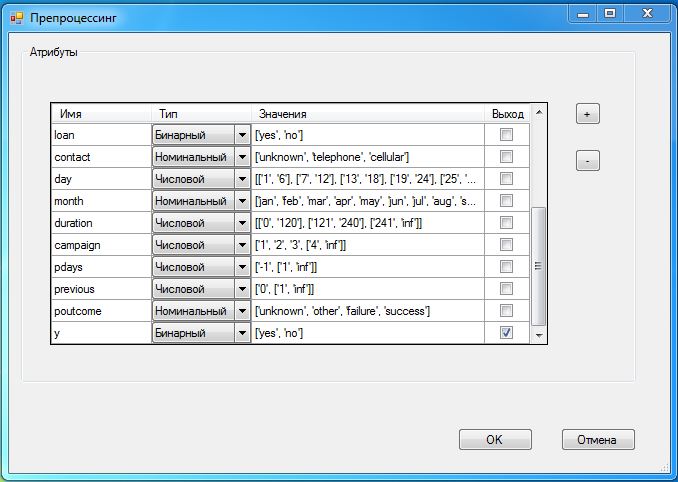 Препроцессинг
Атрибуты
Имя Тип Значения Выход
loan Бинарный ['yes', 'no']
contact Номинальный ['unknown', 'telephone', 'cellular']
day Числовой [['1', '6'], ['7', '12'], ['13', '18'], ['19', '24'], ['25', '...
month Номинальный ['jan', 'feb', 'mar', 'apr', 'may', 'jun', 'jul', 'aug', 's...
duration Числовой [['0', '120'], ['121', '240'], ['241', 'inf']]
campaign Числовой ['1', '2', '3', ['4', 'inf']]
pdays Числовой ['-1', ['1', 'inf']]
previous Числовой ['0', ['1', 'inf']]
poutcome Номинальный ['unknown', 'other', 'failure', 'success']
y Бинарный ['yes', 'no']
+
-
OK Отмена